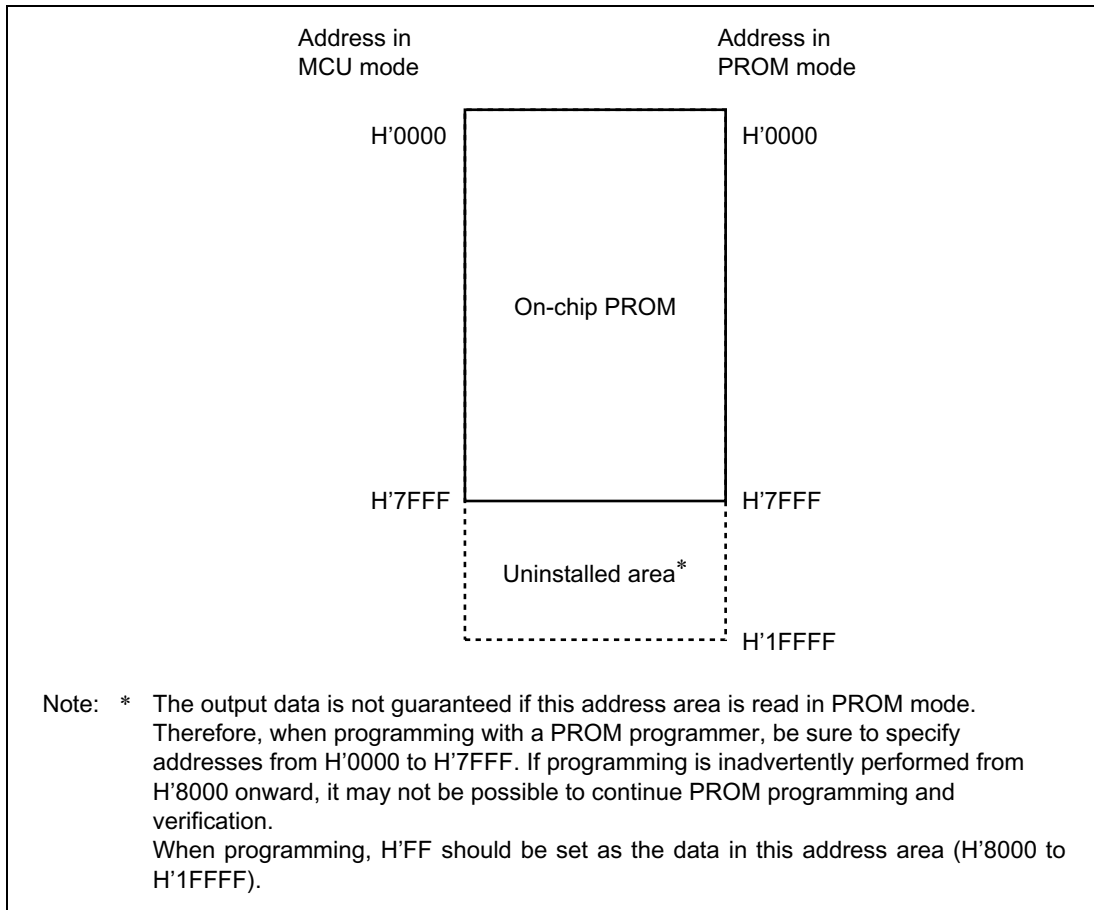 Address in
MCU mode
Address in
PROM mode
H’0000
H’0000
On-chip PROM
H’7FFF
H’7FFF
Uninstalled area*
H’1FFFF
Note: * The output data is not guaranteed if this address area is read in PROM mode.
Therefore, when programming with a PROM programmer, be sure to specify
addresses from H’0000 to H’7FFF. If programming is inadvertently performed from
H’8000 onward, it may not be possible to continue PROM programming and
verification.
When programming, H’FF should be set as the data in this address area (H’8000 to
H’1FFFF).